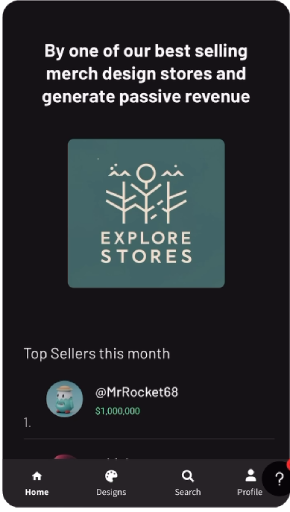 By one of our best selling
merch design stores and
generate passive revenue
EXPLORE
STORES
Top Sellers this month
@MrRocket68
$1,000,000
1.
Home
Designs
Search
Profile
?